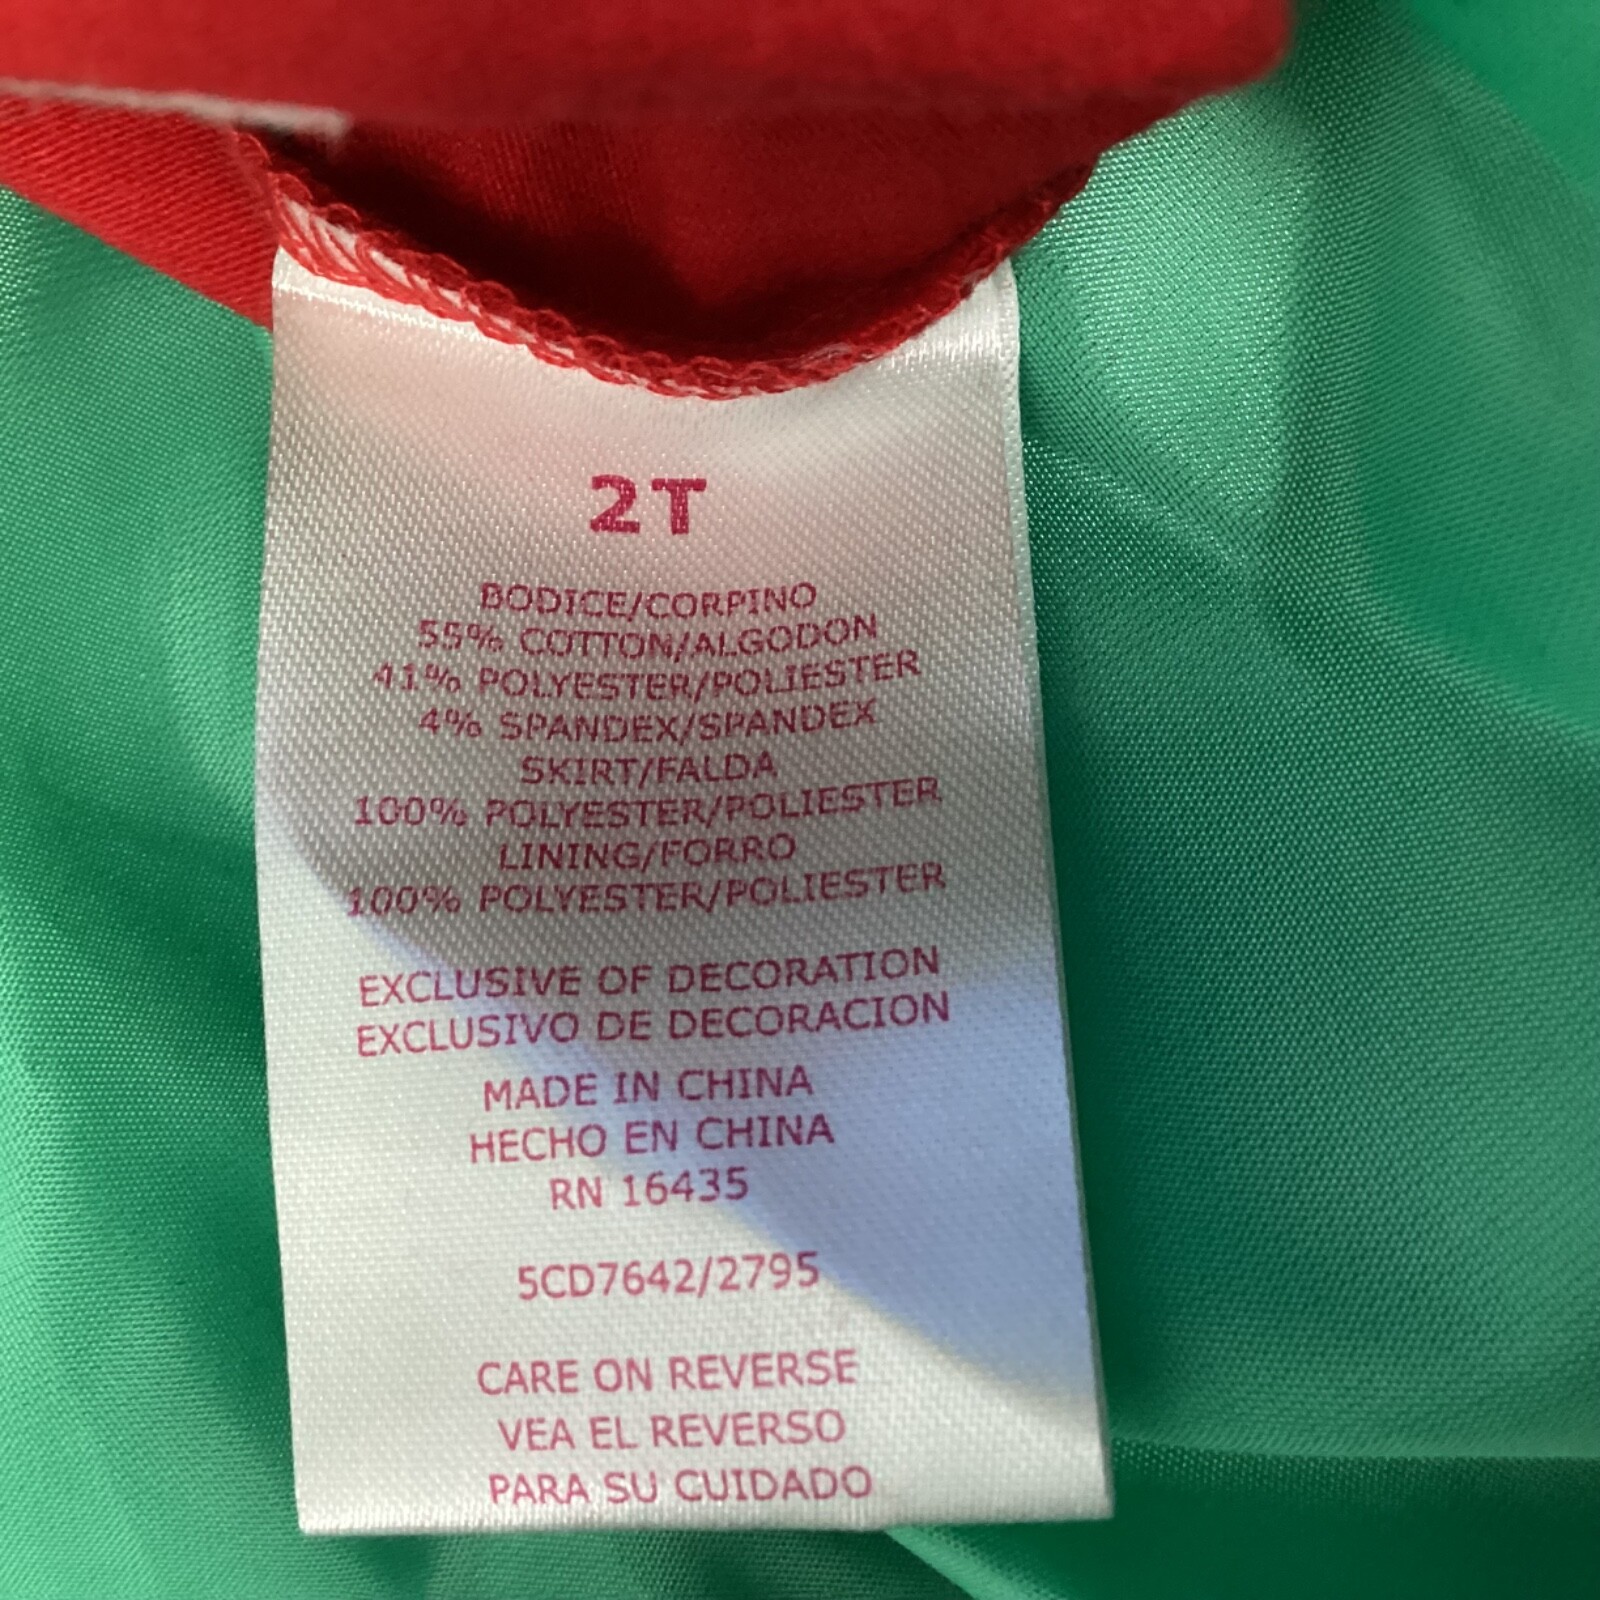 2T
BODICE/CORPINO
55% COTTON/ALGODON
41% POLYESTER/POLIESTER
4% SPANDEX/SPANDEX
SKIRT/FALDA
100% POLYESTER/POLIESTER
LINING/FORRO
100% POLYESTER/POLIESTER
EXCLUSIVE OF DECORATION
EXCLUSIVO DE DECORACION
MADE IN CHINA
HECHO EN CHINA
RN 16435
5CD7642/2795
CARE ON REVERSE
VEA EL REVERSO
PARA SU CUIDADO